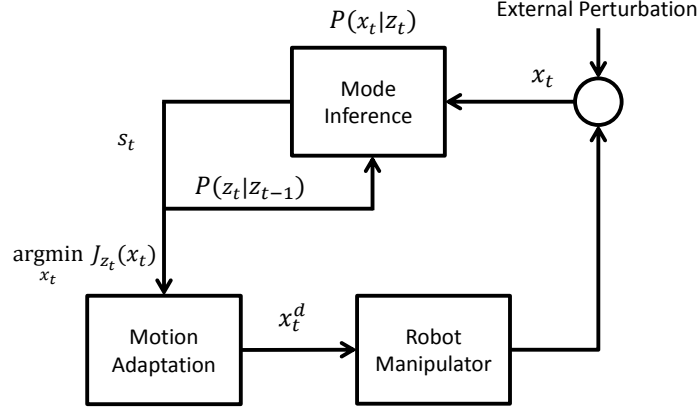 External Perturbation
P(x_t|z_t)
x_t
Mode
Inference
s_t
P(z_t|z_{t-1})
argmin J_{z_t}(x_t)
x_t
x_t^d
Motion
Adaptation
Robot
Manipulator